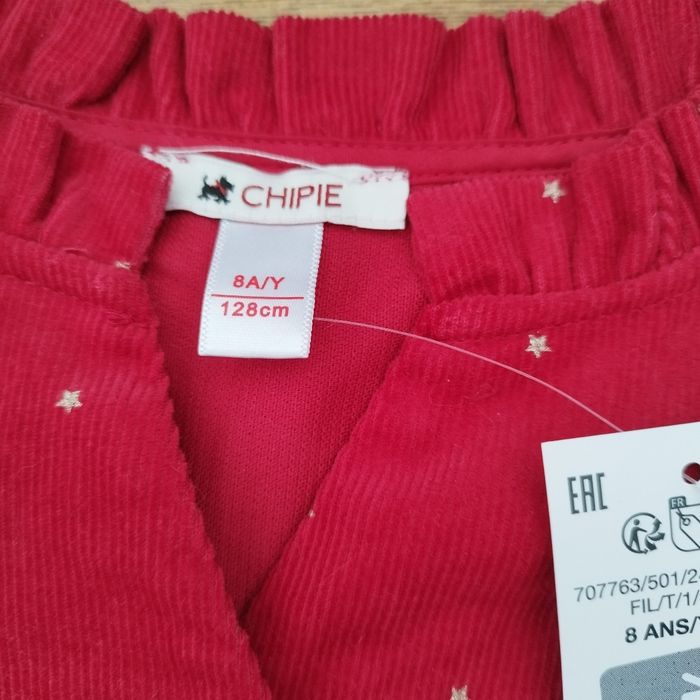 CHIPIE
8A/Y
128cm
EAC
FR
707763/501/2
FIL/T/1/
8 ANS/